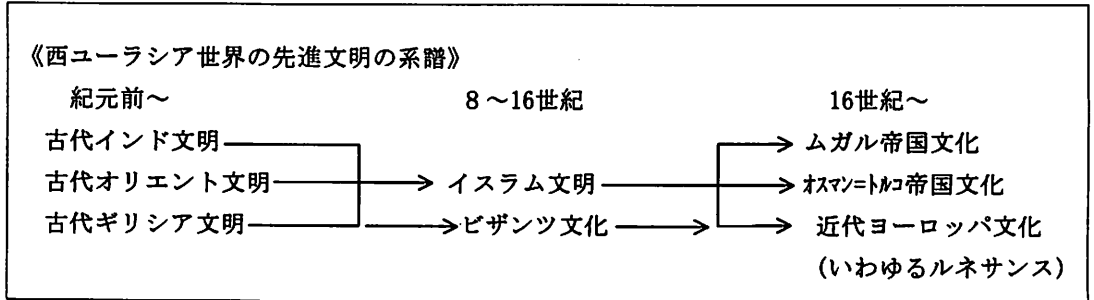 《西ユーラシア世界の先進文明の系譜》
紀元前～ 8～16世紀 16世紀～
古代インド文明 ムガル帝国文化
古代オリエント文明 イスラム文明 オスマン=トルコ帝国文化
古代ギリシア文明 ビザンツ文化 近代ヨーロッパ文化
(いわゆるルネサンス)